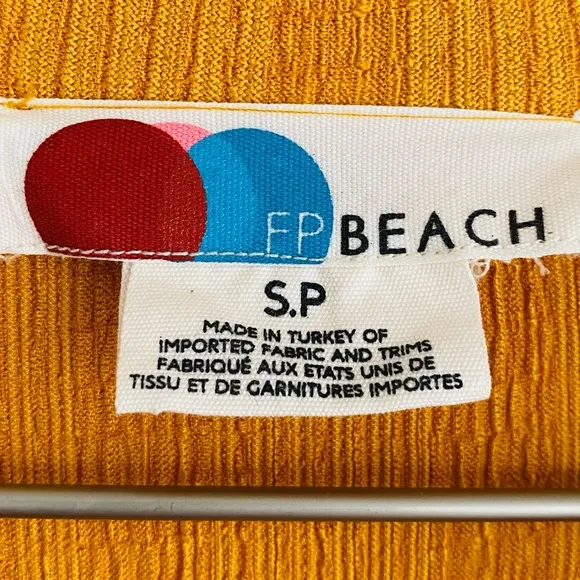 FP BEACH
S.P
MADE IN TURKEY OF
IMPORTED FABRIC AND TRIMS
FABRIQUÉ AUX ETATS UNIS DE
TISSU ET DE GARNITURES IMPORTES